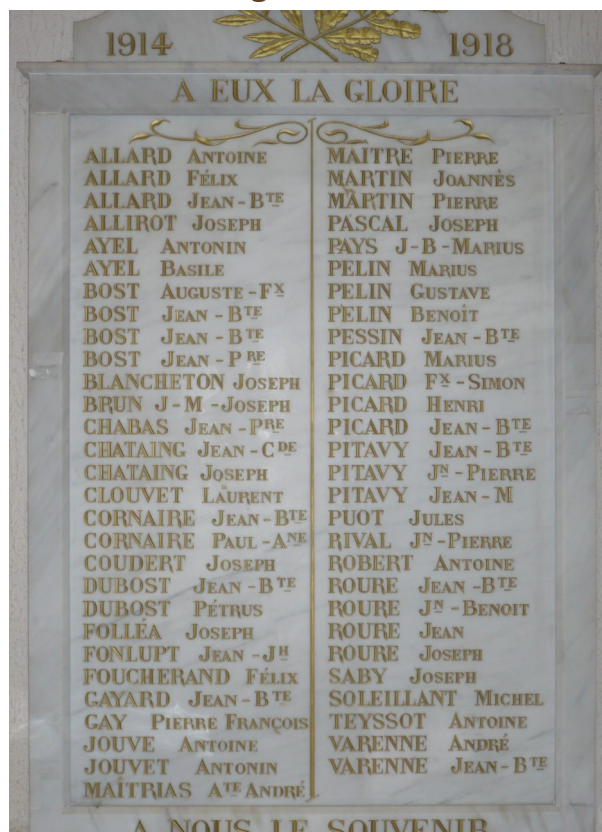 1914 1918
A EUX LA GLOIRE
ALLARD ANTOINE
ALLARD FÉLIX
ALLARD JEAN-BTE
ALLIROT JOSEPH
AYEL ANTONIN
AYEL BASILE
BOST AUGUSTE-FX
BOST JEAN-BTE
BOST JEAN-BTE
BOST JEAN-PRE
BLANCHETON JOSEPH
BRUN J-M-JOSEPH
CHABAS JEAN-PRE
CHATAING JEAN-CDE
CHATAING JOSEPH
CLOUVET LAURENT
CORNAIRE JEAN-BTE
CORNAIRE PAUL-ANE
COUDERT JOSEPH
DUBOST JEAN-BTE
DUBOST PÉTRUS
FOLLÉA JOSEPH
FONLUPT JEAN-JH
FOUCHERAND FÉLIX
GAYARD JEAN-BTE
GAY PIERRE FRANÇOIS
JOUVE ANTOINE
JOUVET ANTONIN
MAÎTRIAS ATE ANDRÉ
MAITRE PIERRE
MARTIN JOANNÈS
MARTIN PIERRE
PASCAL JOSEPH
PAYS J-B-MARIUS
PELIN MARIUS
PELIN GUSTAVE
PELIN BENOÎT
PESSIN JEAN-BTE
PICARD MARIUS
PICARD FX-SIMON
PICARD HENRI
PICARD JEAN-BTE
PITAVY JEAN-BTE
PITAVY JN-PIERRE
PITAVY JEAN-M
PUOT JULES
RIVAL JN-PIERRE
ROBERT ANTOINE
ROURE JEAN-BTE
ROURE JN-BENOIT
ROURE JEAN
ROURE JOSEPH
SABY JOSEPH
SOLEILLANT MICHEL
TEYSSOT ANTOINE
VARENNE ANDRÉ
VARENNE JEAN-BTE
A NOUS LE SOUVENIR